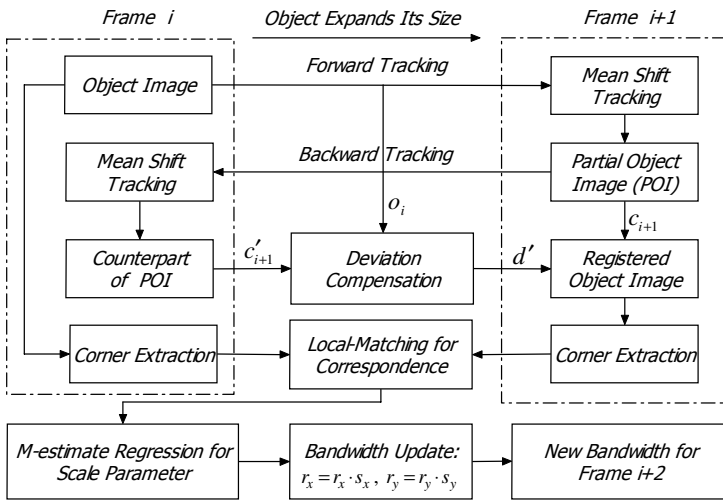 Frame i
Object Expands Its Size
Frame i+1
Object Image
Forward Tracking
Mean Shift
Tracking
Mean Shift
Tracking
Backward Tracking
Partial Object
Image (POI)
o_i
c_{i+1}
Counterpart
of POI
c'_{i+1}
Deviation
Compensation
d'
Registered
Object Image
Corner Extraction
Local-Matching for
Correspondence
Corner Extraction
M-estimate Regression for
Scale Parameter
Bandwidth Update:
r_x = r_x · s_x , r_y = r_y · s_y
New Bandwidth for
Frame i+2